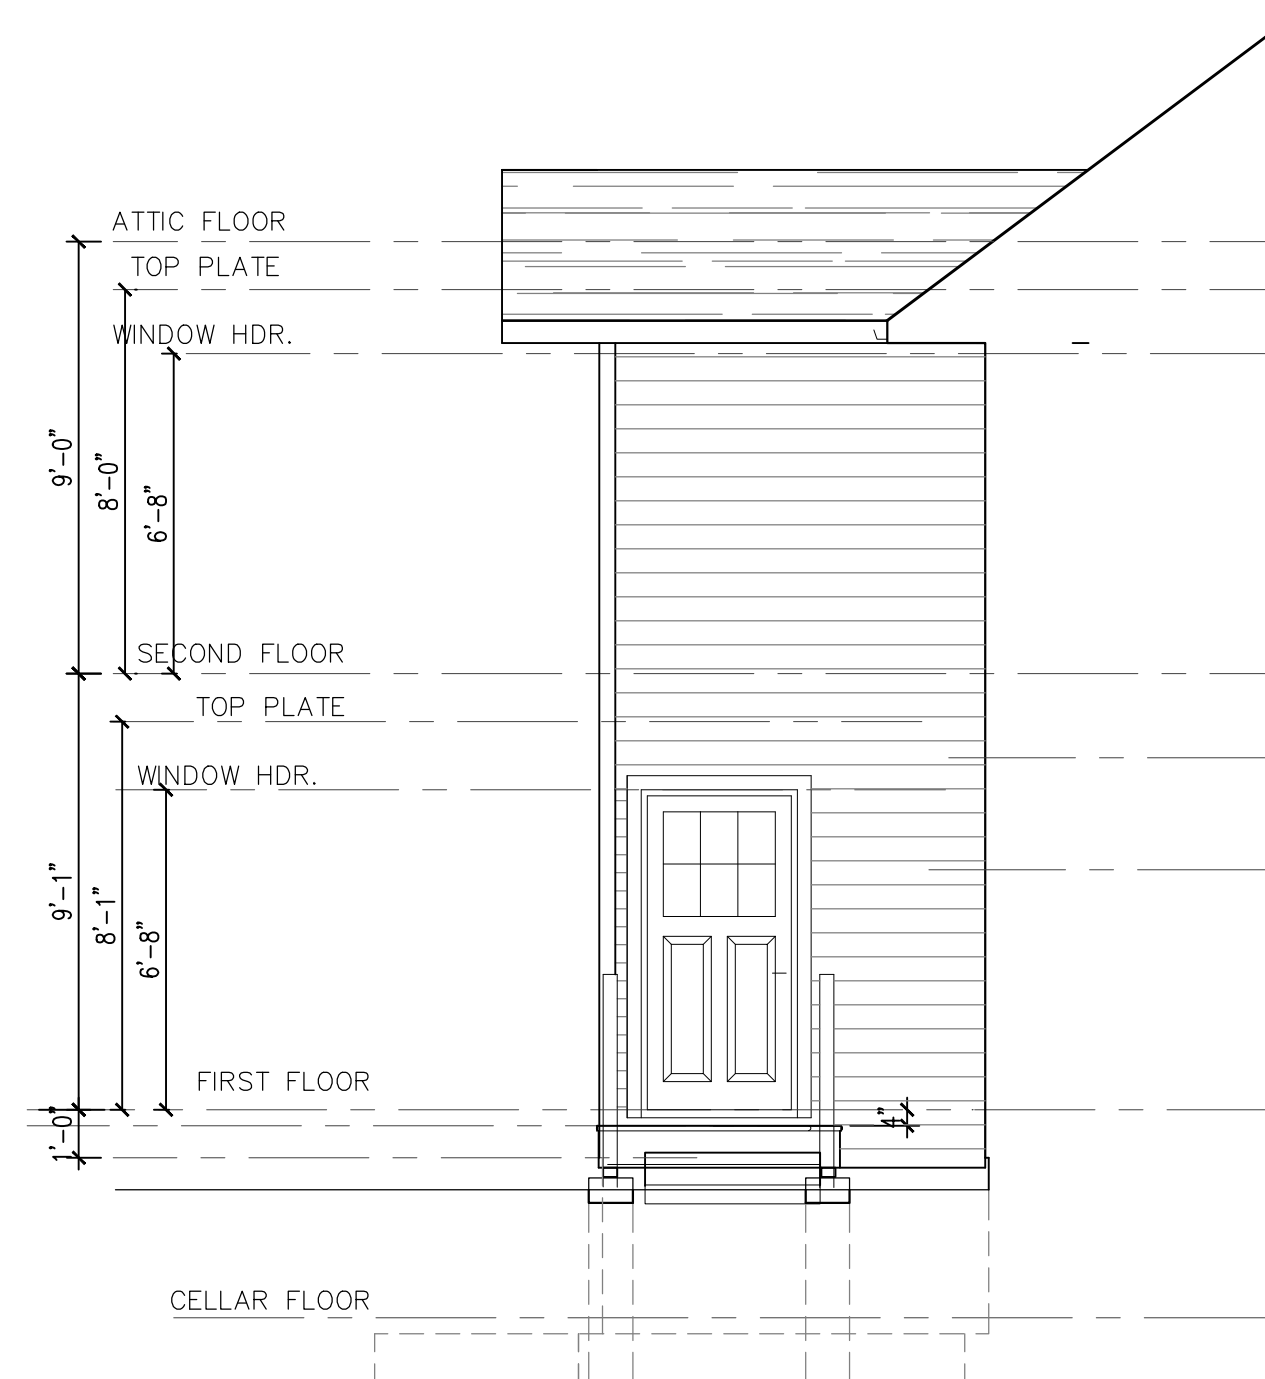 ATTIC FLOOR
TOP PLATE
WINDOW HDR.
9'-0"
8'-0"
6'-8"
SECOND FLOOR
TOP PLATE
WINDOW HDR.
9'-1"
8'-1"
6'-8"
FIRST FLOOR
1'-0"
4"
CELLAR FLOOR